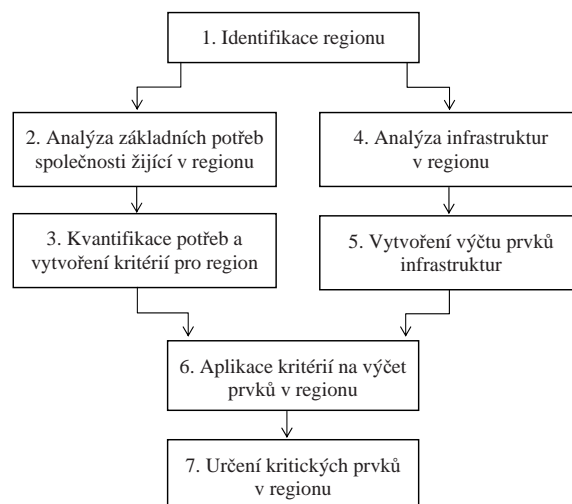 1. Identifikace regionu
2. Analýza základních potřeb
společnosti žijící v regionu
3. Kvantifikace potřeb a
vytvoření kritérií pro region
4. Analýza infrastruktur
v regionu
5. Vytvoření výčtu prvků
infrastruktur
6. Aplikace kritérií na výčet
prvků v regionu
7. Určení kritických prvků
v regionu